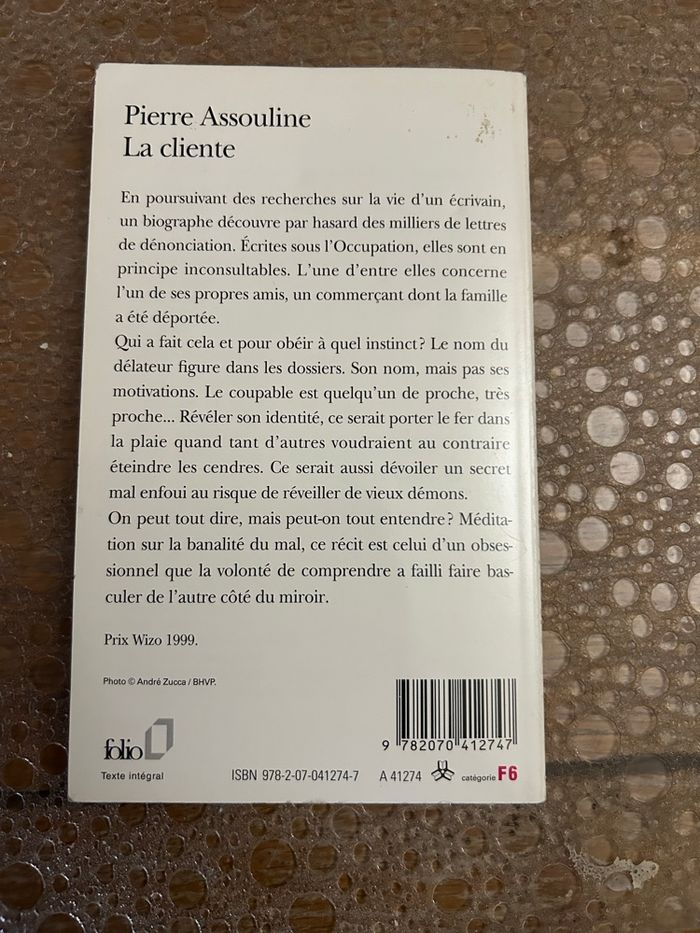 Pierre Assouline
La cliente
En poursuivant des recherches sur la vie d'un écrivain,
un biographe découvre par hasard des milliers de lettres
de dénonciation. Écrites sous l'Occupation, elles sont en
principe inconsultables. L'une d'entre elles concerne
l'un de ses propres amis, un commerçant dont la famille
a été déportée.
Qui a fait cela et pour obéir à quel instinct ? Le nom du
délateur figure dans les dossiers. Son nom, mais pas ses
motivations. Le coupable est quelqu'un de proche, très
proche... Révéler son identité, ce serait porter le fer dans
la plaie quand tant d'autres voudraient au contraire
éteindre les cendres. Ce serait aussi dévoiler un secret
mal enfoui au risque de réveiller de vieux démons.
On peut tout dire, mais peut-on tout entendre ? Médita-
tion sur la banalité du mal, ce récit est celui d'un obses-
sionnel que la volonté de comprendre a failli faire bas-
culer de l'autre côté du miroir.
Prix Wizo 1999.
Photo © André Zucca / BHVP.
9 782070 412747
folio
Texte intégral
ISBN 978-2-07-041274-7 A 41274 catégorie F6